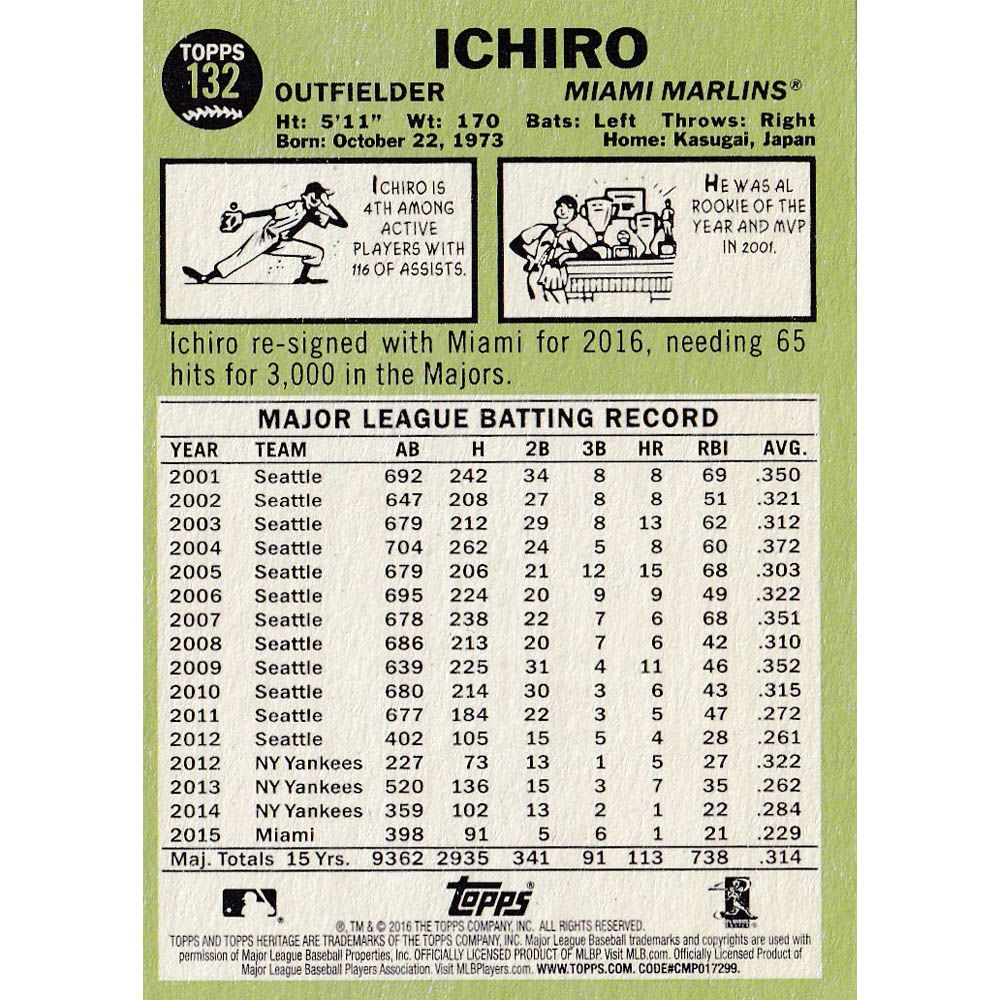 TOPPS
132
ICHIRO
OUTFIELDER MIAMI MARLINS®
Ht: 5'11" Wt: 170 Bats: Left Throws: Right
Born: October 22, 1973 Home: Kasugai, Japan
ICHIRO IS
4TH AMONG
ACTIVE
PLAYERS WITH
116 OF ASSISTS.
HE WAS AL
ROOKIE OF THE
YEAR AND MVP
IN 2001.
Ichiro re-signed with Miami for 2016, needing 65
hits for 3,000 in the Majors.
MAJOR LEAGUE BATTING RECORD
YEAR TEAM AB H 2B 3B HR RBI AVG.
2001 Seattle 692 242 34 8 8 69 .350
2002 Seattle 647 208 27 8 8 51 .321
2003 Seattle 679 212 29 8 13 62 .312
2004 Seattle 704 262 24 5 8 60 .372
2005 Seattle 679 206 21 12 15 68 .303
2006 Seattle 695 224 20 9 9 49 .322
2007 Seattle 678 238 22 7 6 68 .351
2008 Seattle 686 213 20 7 6 42 .310
2009 Seattle 639 225 31 4 11 46 .352
2010 Seattle 680 214 30 3 6 43 .315
2011 Seattle 677 184 22 3 5 47 .272
2012 Seattle 402 105 15 5 4 28 .261
2012 NY Yankees 227 73 13 1 5 27 .322
2013 NY Yankees 520 136 15 3 7 35 .262
2014 NY Yankees 359 102 13 2 1 22 .284
2015 Miami 398 91 5 6 1 21 .229
Maj. Totals 15 Yrs. 9362 2935 341 91 113 738 .314
Topps®
®, TM & © 2016 THE TOPPS COMPANY, INC. ALL RIGHTS RESERVED.
TOPPS AND TOPPS HERITAGE ARE TRADEMARKS OF THE TOPPS COMPANY, INC. Major League Baseball trademarks and copyrights are used with
permission of Major League Baseball Properties, Inc. OFFICIALLY LICENSED PRODUCT OF MLBP. Visit MLB.com. Officially Licensed Product of
Major League Baseball Players Association. Visit MLBPlayers.com. WWW.TOPPS.COM. CODE#CMP017299.